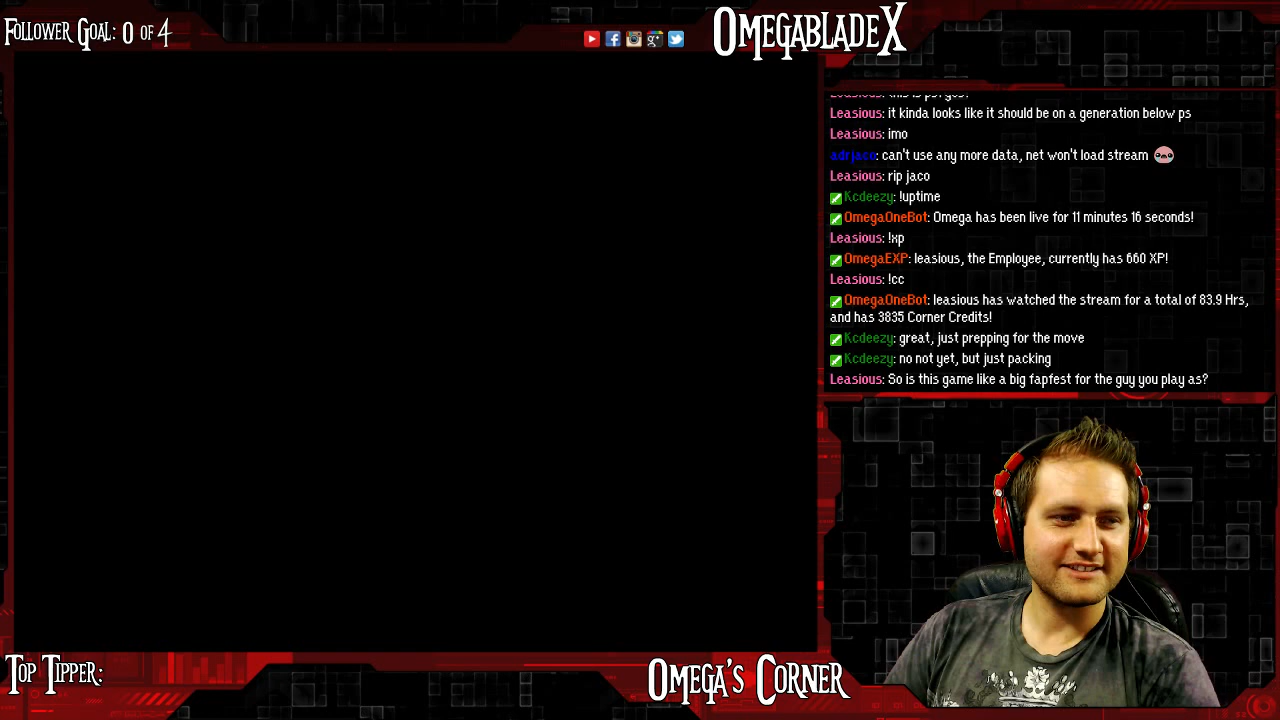 Follower Goal: 0 of 4
OmegabladeX
Leasious: it kinda looks like it should be on a generation below ps
Leasious: imo
adrjaco: can't use any more data, net won't load stream
Leasious: rip jaco
Kcdeezy: !uptime
OmegaOneBot: Omega has been live for 11 minutes 16 seconds!
Leasious: !xp
OmegaEXP: leasious, the Employee, currently has 660 XP!
Leasious: !cc
OmegaOneBot: leasious has watched the stream for a total of 83.9 Hrs,
and has 3835 Corner Credits!
Kcdeezy: great, just prepping for the move
Kcdeezy: no not yet, but just packing
Leasious: So is this game like a big fapfest for the guy you play as?
Top Tipper:
Omega's Corner